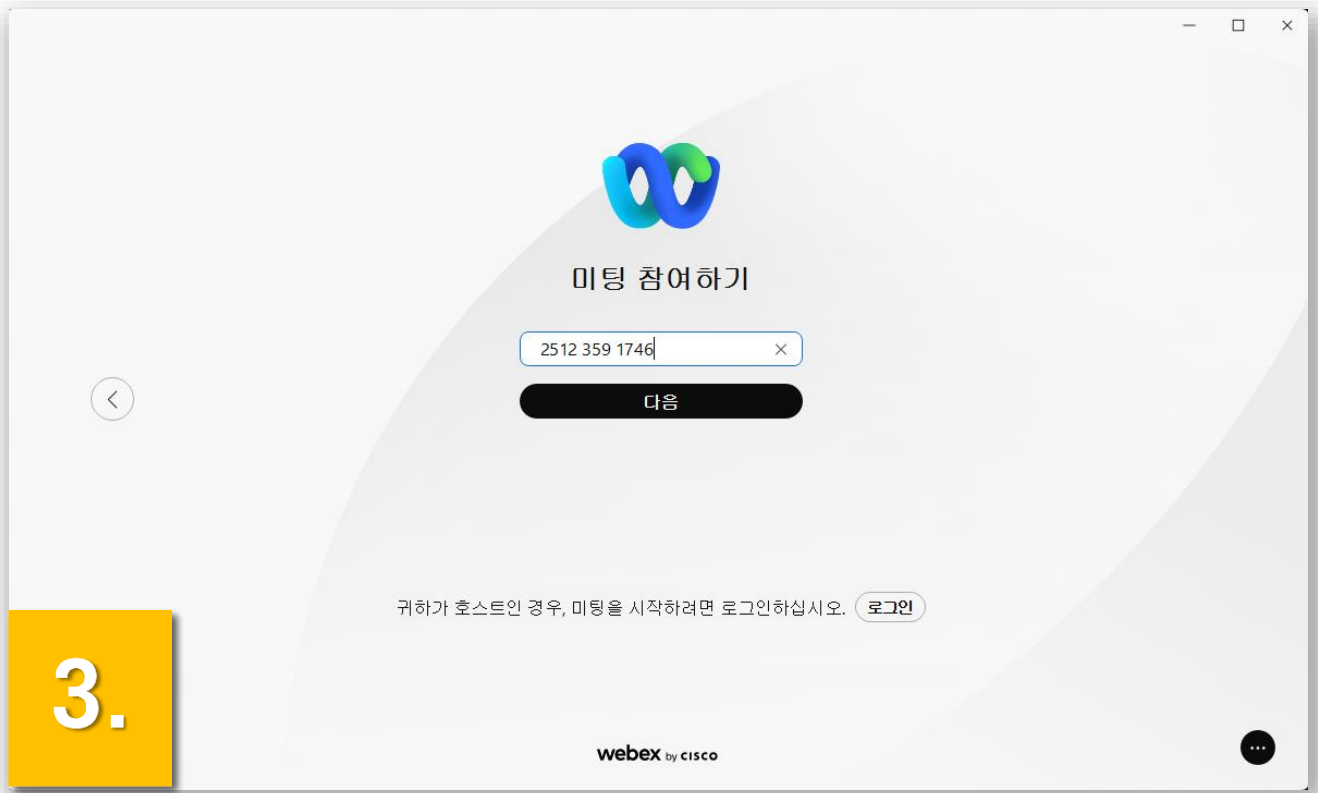 미팅 참여하기
2512 359 1746
다음
귀하가 호스트인 경우, 미팅을 시작하려면 로그인하십시오. 로그인
3.
webex by CISCO